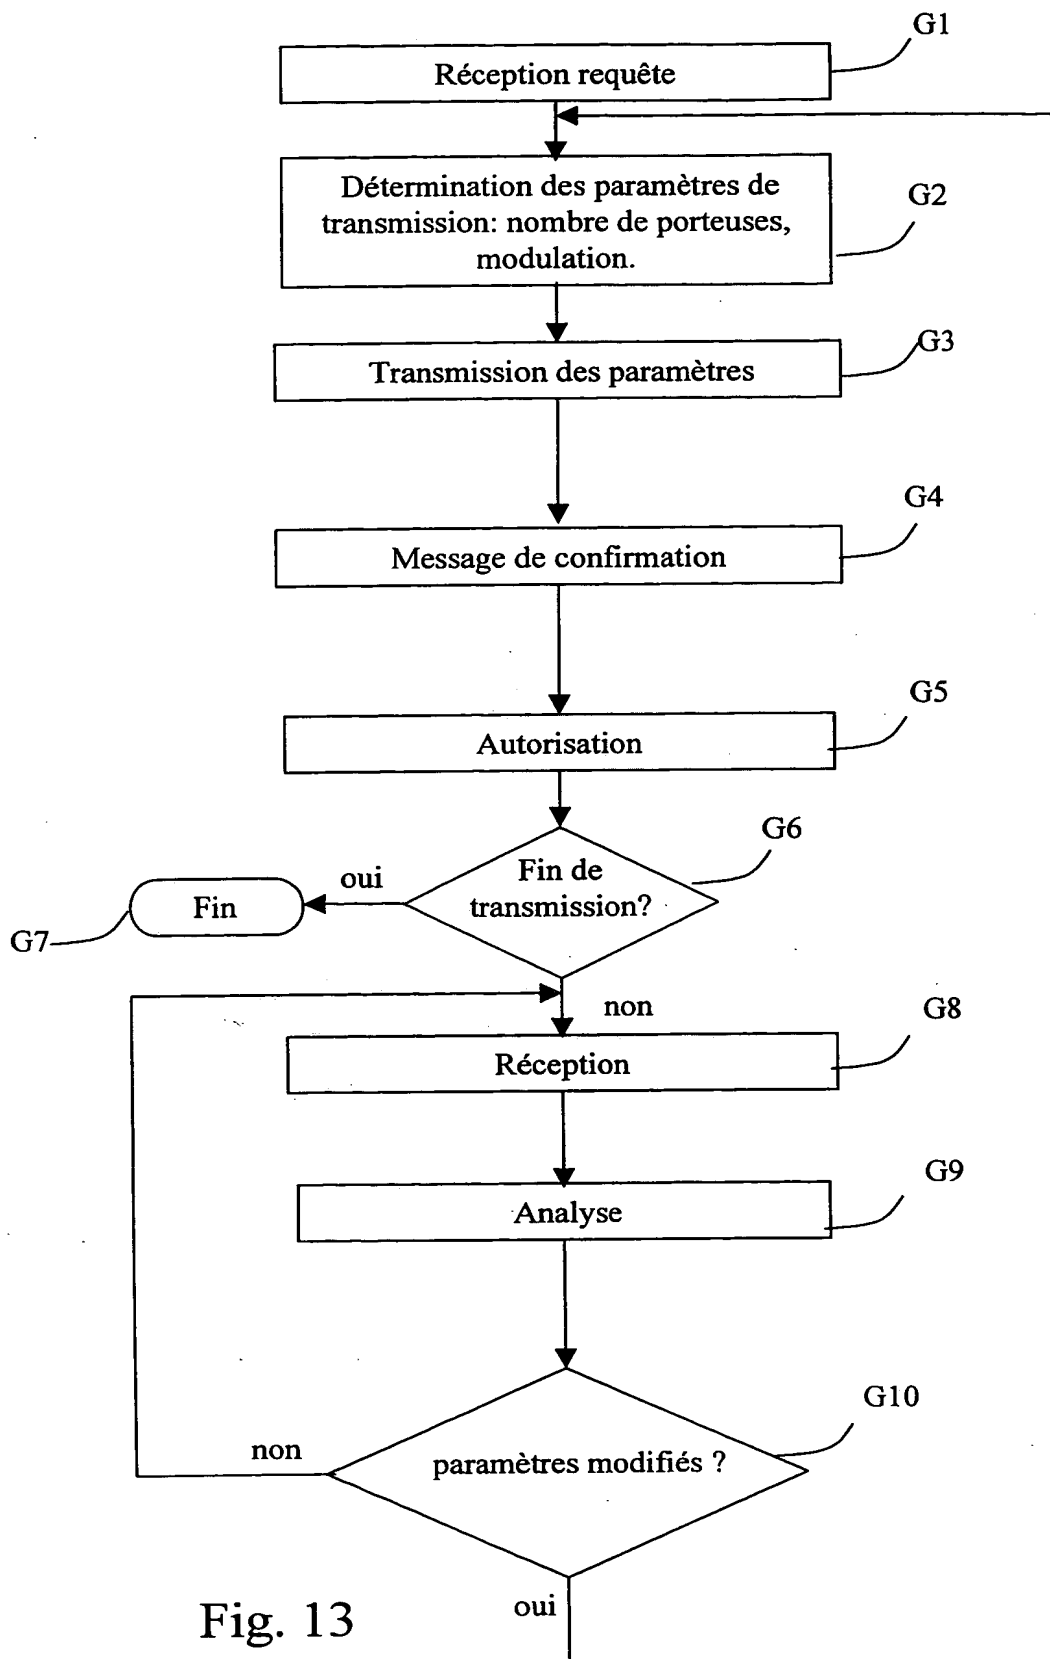 G1
Réception requête
Détermination des paramètres de
transmission: nombre de porteuses,
modulation.
G2
G3
Transmission des paramètres
G4
Message de confirmation
G5
Autorisation
G6
Fin de
transmission?
oui
Fin
G7
non
G8
Réception
G9
Analyse
G10
non
paramètres modifiés ?
oui
Fig. 13